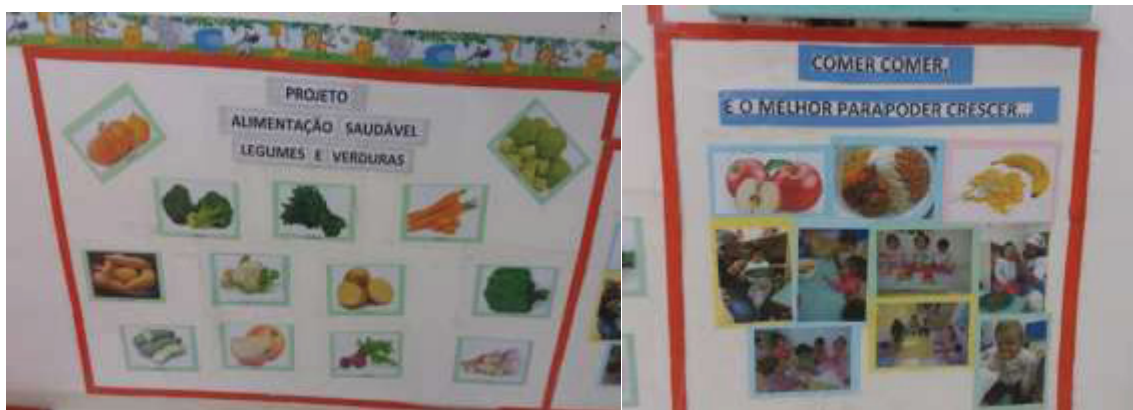 PROJETO
ALIMENTAÇÃO SAUDÁVEL
LEGUMES E VERDURAS
COMER COMER,
É O MELHOR PARAPODER CRESCER...